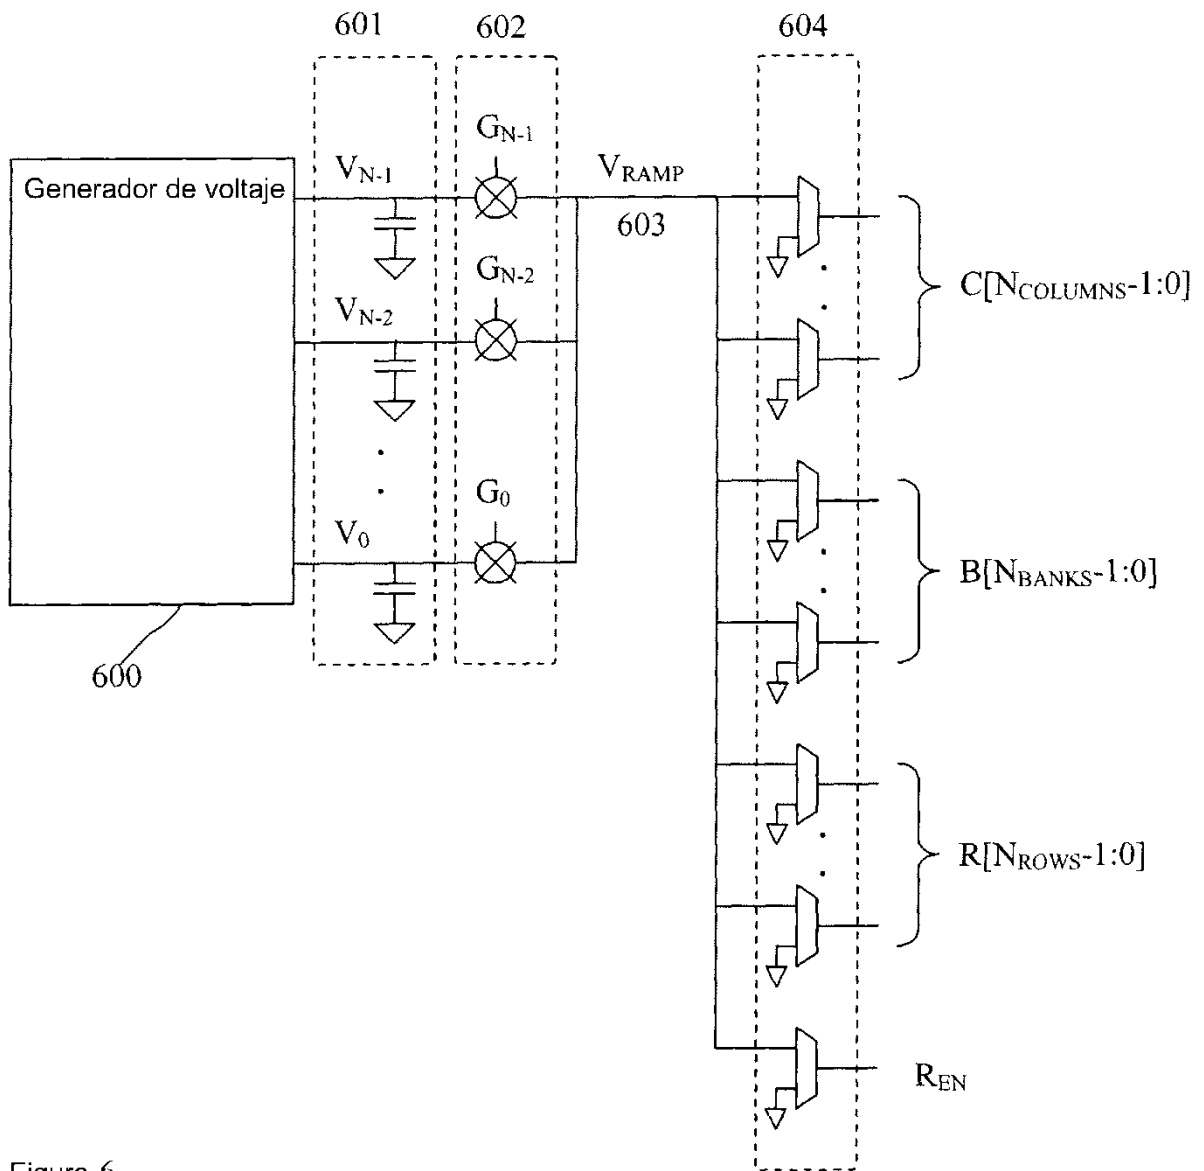 601
602
604
G_{N-1}
Generador de voltaje
V_{N-1}
V_{RAMP}
603
G_{N-2}
C[N_{COLUMNS}-1:0]
V_{N-2}
G_0
V_0
B[N_{BANKS}-1:0]
600
R[N_{ROWS}-1:0]
R_{EN}
Figura 6